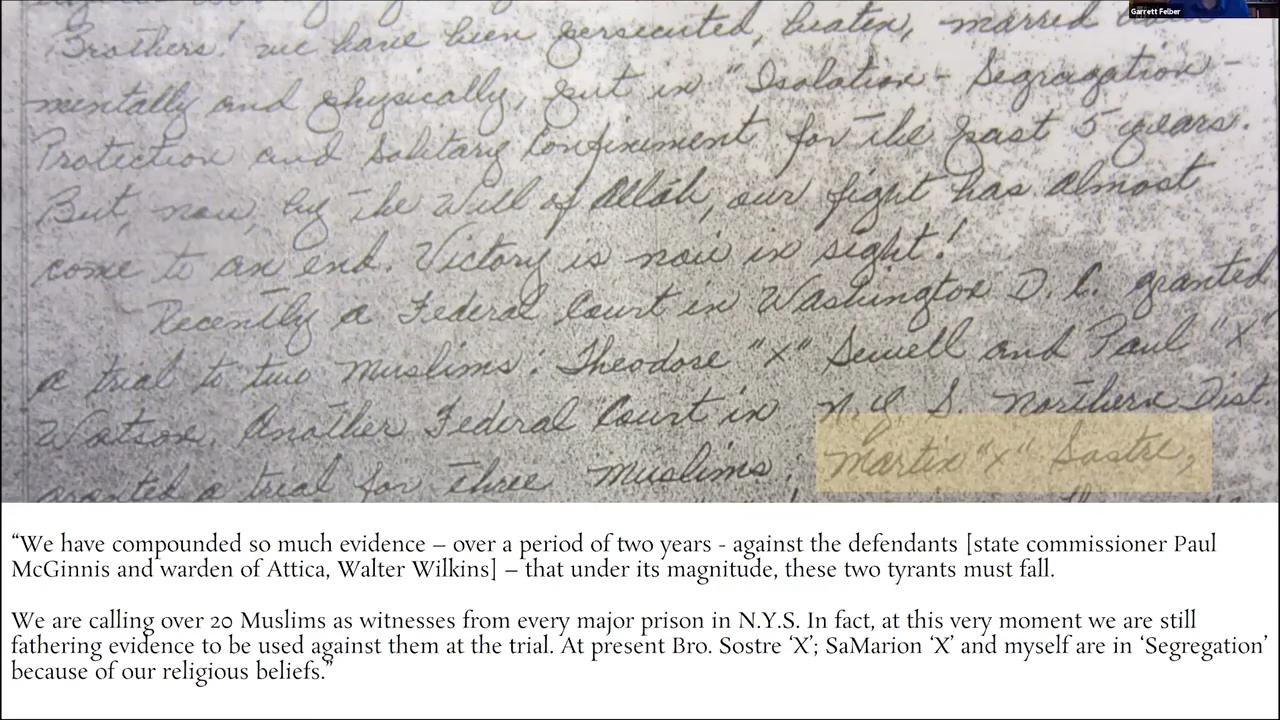 Garrett Felber
Brothers! we have been persecuted, beaten, marred
mentally and physically, put in "Isolation - Segregation -
Protection and Solitary Confinement for the past 5 years.
But, now, by the Will of Allah, our fight has almost
come to an end. Victory is now in sight!
Recently a Federal Court in Washington D.C. granted
a trial to two Muslims: Theodore "X" Sewell and Paul "X"
Watson. Another Federal Court in N.Y.S. Northern Dist.
granted a trial for three Muslims: Martin "X" Sostre,
“We have compounded so much evidence – over a period of two years - against the defendants [state commissioner Paul
McGinnis and warden of Attica, Walter Wilkins] – that under its magnitude, these two tyrants must fall.
We are calling over 20 Muslims as witnesses from every major prison in N.Y.S. In fact, at this very moment we are still
fathering evidence to be used against them at the trial. At present Bro. Sostre ‘X’; SaMarion ‘X’ and myself are in ‘Segregation’
because of our religious beliefs.”